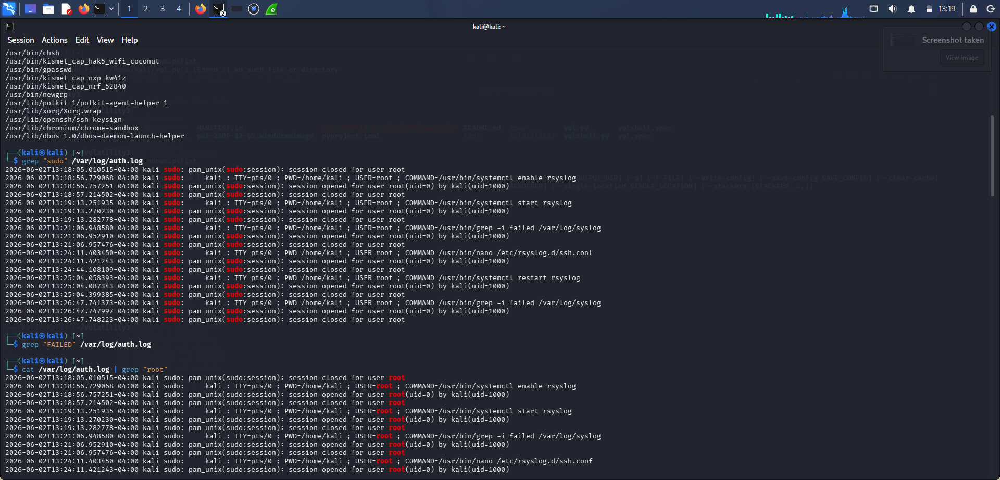 1 2 3 4 2 13:19
kali@kali: ~
Session Actions Edit View Help
Screenshot taken
View image
/usr/bin/chsh
/usr/bin/kismet_cap_hak5_wifi_coconut
/usr/bin/gpasswd
/usr/bin/kismet_cap_nxp_kw41z
/usr/bin/kismet_cap_nrf_52840
/usr/bin/newgrp
/usr/lib/polkit-1/polkit-agent-helper-1
/usr/lib/xorg/Xorg.wrap
/usr/lib/openssh/ssh-keysign
/usr/lib/chromium/chrome-sandbox
/usr/lib/dbus-1.0/dbus-daemon-launch-helper
┌──(kali㉿kali)-[~]
└─$ grep "sudo" /var/log/auth.log
2026-06-02T13:18:05.010515-04:00 kali sudo: pam_unix(sudo:session): session closed for user root
2026-06-02T13:18:56.729068-04:00 kali sudo:     kali : TTY=pts/0 ; PWD=/home/kali ; USER=root ; COMMAND=/usr/bin/systemctl enable rsyslog
2026-06-02T13:18:56.757251-04:00 kali sudo: pam_unix(sudo:session): session opened for user root(uid=0) by kali(uid=1000)
2026-06-02T13:18:57.214502-04:00 kali sudo: pam_unix(sudo:session): session closed for user root
2026-06-02T13:19:13.251935-04:00 kali sudo:     kali : TTY=pts/0 ; PWD=/home/kali ; USER=root ; COMMAND=/usr/bin/systemctl start rsyslog
2026-06-02T13:19:13.270230-04:00 kali sudo: pam_unix(sudo:session): session opened for user root(uid=0) by kali(uid=1000)
2026-06-02T13:19:13.282778-04:00 kali sudo: pam_unix(sudo:session): session closed for user root
2026-06-02T13:21:06.948580-04:00 kali sudo:     kali : TTY=pts/0 ; PWD=/home/kali ; USER=root ; COMMAND=/usr/bin/grep -i failed /var/log/syslog
2026-06-02T13:21:06.952910-04:00 kali sudo: pam_unix(sudo:session): session opened for user root(uid=0) by kali(uid=1000)
2026-06-02T13:21:06.957476-04:00 kali sudo: pam_unix(sudo:session): session closed for user root
2026-06-02T13:24:11.403450-04:00 kali sudo:     kali : TTY=pts/0 ; PWD=/home/kali ; USER=root ; COMMAND=/usr/bin/nano /etc/rsyslog.d/ssh.conf
2026-06-02T13:24:11.421243-04:00 kali sudo: pam_unix(sudo:session): session opened for user root(uid=0) by kali(uid=1000)
2026-06-02T13:24:44.108109-04:00 kali sudo: pam_unix(sudo:session): session closed for user root
2026-06-02T13:25:04.058393-04:00 kali sudo:     kali : TTY=pts/0 ; PWD=/home/kali ; USER=root ; COMMAND=/usr/bin/systemctl restart rsyslog
2026-06-02T13:25:04.087343-04:00 kali sudo: pam_unix(sudo:session): session opened for user root(uid=0) by kali(uid=1000)
2026-06-02T13:25:04.399385-04:00 kali sudo: pam_unix(sudo:session): session closed for user root
2026-06-02T13:26:47.741373-04:00 kali sudo:     kali : TTY=pts/0 ; PWD=/home/kali ; USER=root ; COMMAND=/usr/bin/grep -i failed /var/log/syslog
2026-06-02T13:26:47.747997-04:00 kali sudo: pam_unix(sudo:session): session opened for user root(uid=0) by kali(uid=1000)
2026-06-02T13:26:47.748223-04:00 kali sudo: pam_unix(sudo:session): session closed for user root
┌──(kali㉿kali)-[~]
└─$ grep "FAILED" /var/log/auth.log
┌──(kali㉿kali)-[~]
└─$ cat /var/log/auth.log | grep "root"
2026-06-02T13:18:05.010515-04:00 kali sudo: pam_unix(sudo:session): session closed for user root
2026-06-02T13:18:56.729068-04:00 kali sudo:     kali : TTY=pts/0 ; PWD=/home/kali ; USER=root ; COMMAND=/usr/bin/systemctl enable rsyslog
2026-06-02T13:18:56.757251-04:00 kali sudo: pam_unix(sudo:session): session opened for user root(uid=0) by kali(uid=1000)
2026-06-02T13:18:57.214502-04:00 kali sudo: pam_unix(sudo:session): session closed for user root
2026-06-02T13:19:13.251935-04:00 kali sudo:     kali : TTY=pts/0 ; PWD=/home/kali ; USER=root ; COMMAND=/usr/bin/systemctl start rsyslog
2026-06-02T13:19:13.270230-04:00 kali sudo: pam_unix(sudo:session): session opened for user root(uid=0) by kali(uid=1000)
2026-06-02T13:19:13.282778-04:00 kali sudo: pam_unix(sudo:session): session closed for user root
2026-06-02T13:21:06.948580-04:00 kali sudo:     kali : TTY=pts/0 ; PWD=/home/kali ; USER=root ; COMMAND=/usr/bin/grep -i failed /var/log/syslog
2026-06-02T13:21:06.952910-04:00 kali sudo: pam_unix(sudo:session): session opened for user root(uid=0) by kali(uid=1000)
2026-06-02T13:21:06.957476-04:00 kali sudo: pam_unix(sudo:session): session closed for user root
2026-06-02T13:24:11.403450-04:00 kali sudo:     kali : TTY=pts/0 ; PWD=/home/kali ; USER=root ; COMMAND=/usr/bin/nano /etc/rsyslog.d/ssh.conf
2026-06-02T13:24:11.421243-04:00 kali sudo: pam_unix(sudo:session): session opened for user root(uid=0) by kali(uid=1000)